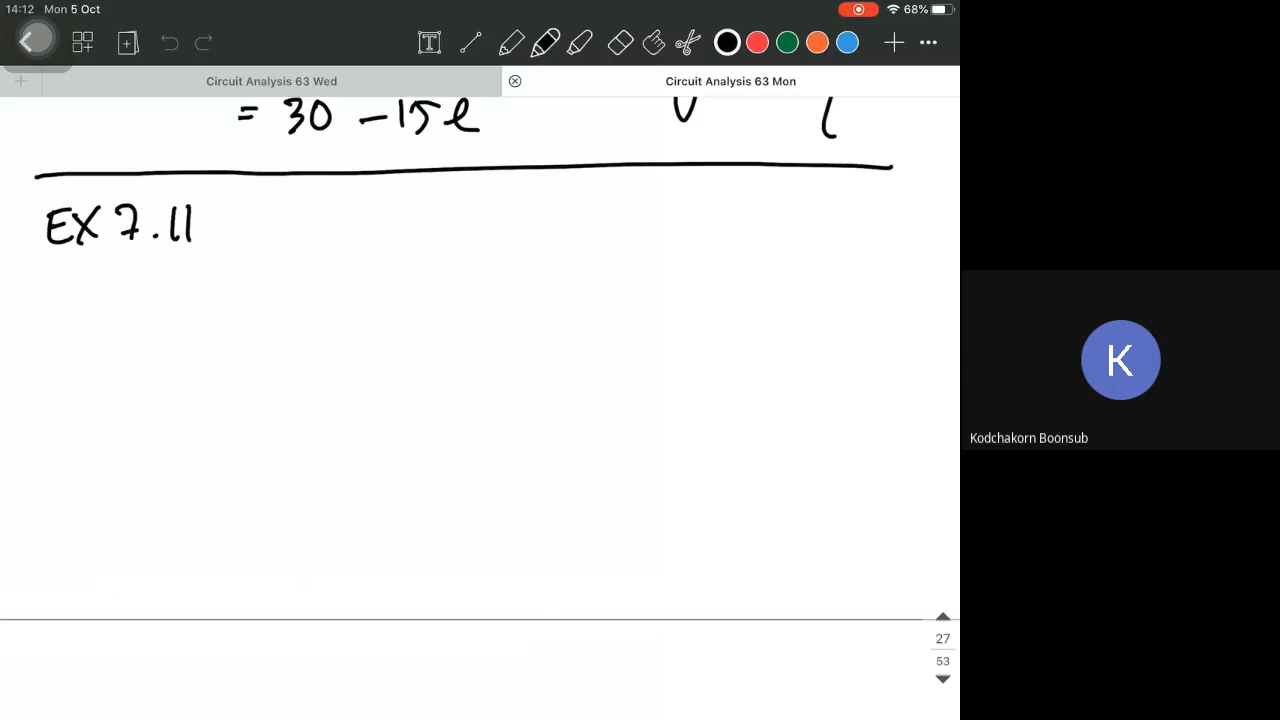 14:12 Mon 5 Oct
68%
Circuit Analysis 63 Wed
Circuit Analysis 63 Mon
= 30 - 15 e
EX 7.11
K
Kodchakorn Boonsub
27
53